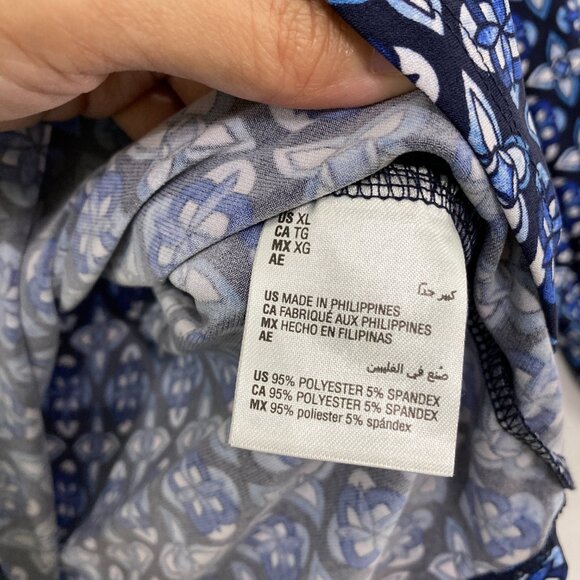 US XL
CA TG
MX XG
AE كبير جدًا
US MADE IN PHILIPPINES
CA FABRIQUÉ AUX PHILIPPINES
MX HECHO EN FILIPINAS
AE صُنع في الفلبين
US 95% POLYESTER 5% SPANDEX
CA 95% POLYESTER 5% SPANDEX
MX 95% poliester 5% spándex